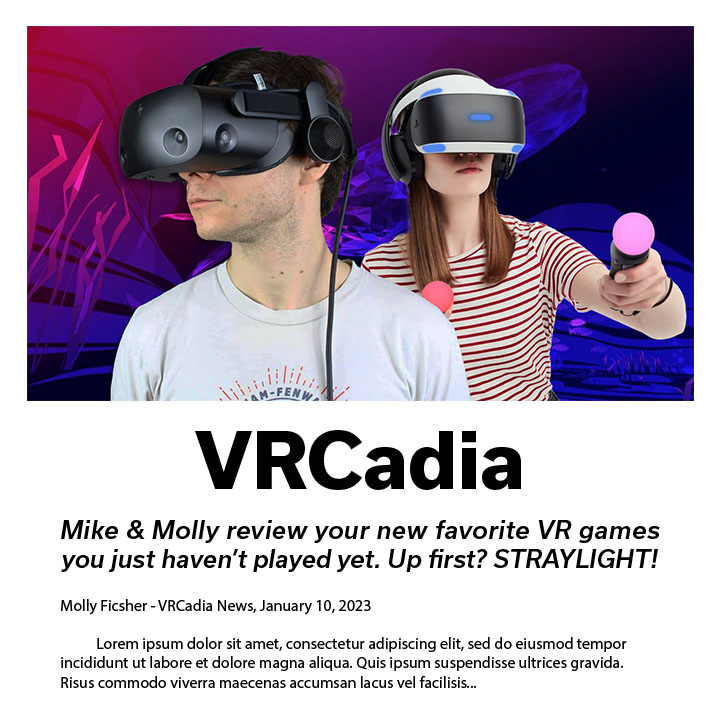 AM-FENW
VRCadia
Mike & Molly review your new favorite VR games
you just haven't played yet. Up first? STRAYLIGHT!
Molly Ficsher - VRCadia News, January 10, 2023
Lorem ipsum dolor sit amet, consectetur adipiscing elit, sed do eiusmod tempor
incididunt ut labore et dolore magna aliqua. Quis ipsum suspendisse ultrices gravida.
Risus commodo viverra maecenas accumsan lacus vel facilisis...